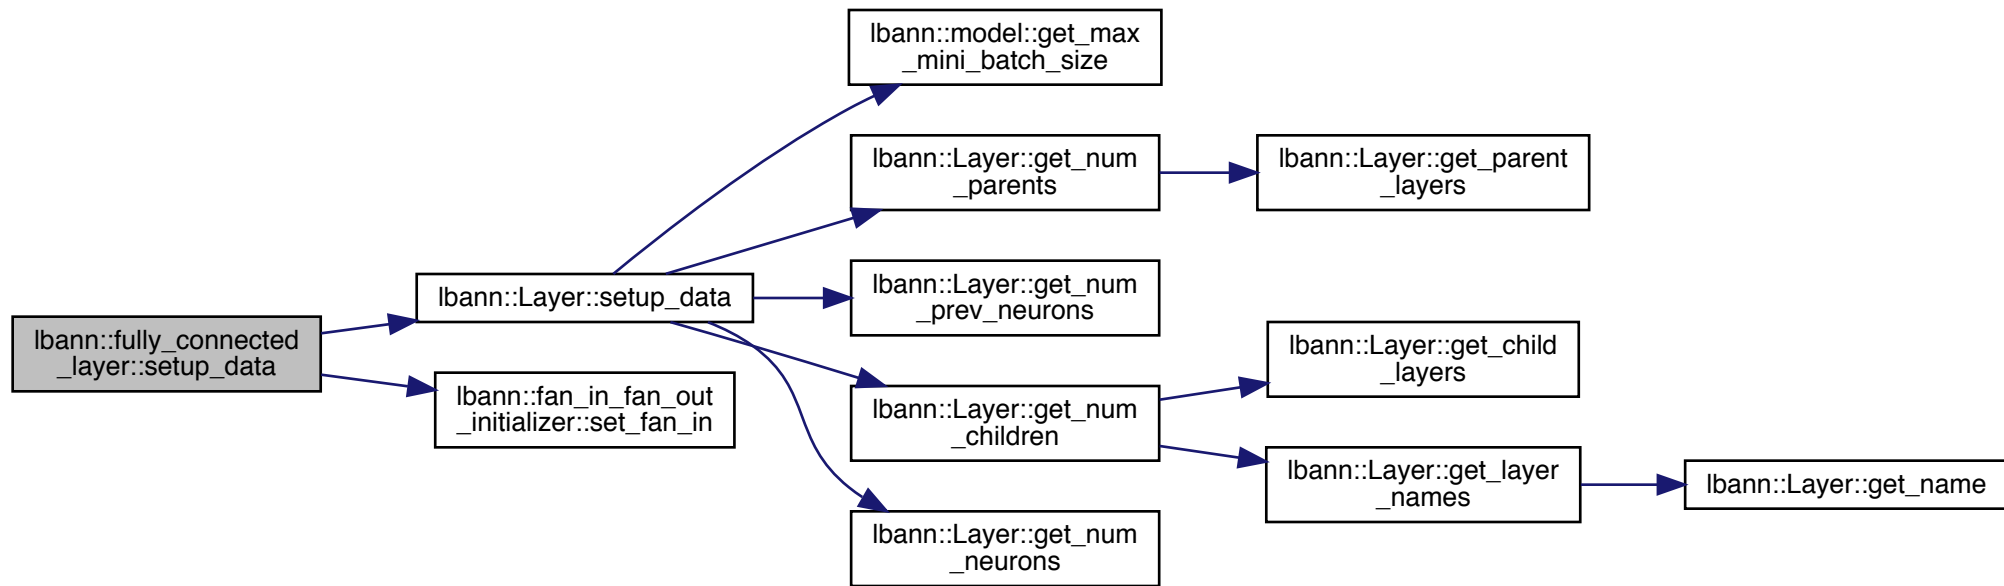 lbann::fully_connected
_layer::setup_data
lbann::Layer::setup_data
lbann::fan_in_fan_out
_initializer::set_fan_in
lbann::model::get_max
_mini_batch_size
lbann::Layer::get_num
_parents
lbann::Layer::get_num
_prev_neurons
lbann::Layer::get_num
_children
lbann::Layer::get_num
_neurons
lbann::Layer::get_parent
_layers
lbann::Layer::get_child
_layers
lbann::Layer::get_layer
_names
lbann::Layer::get_name